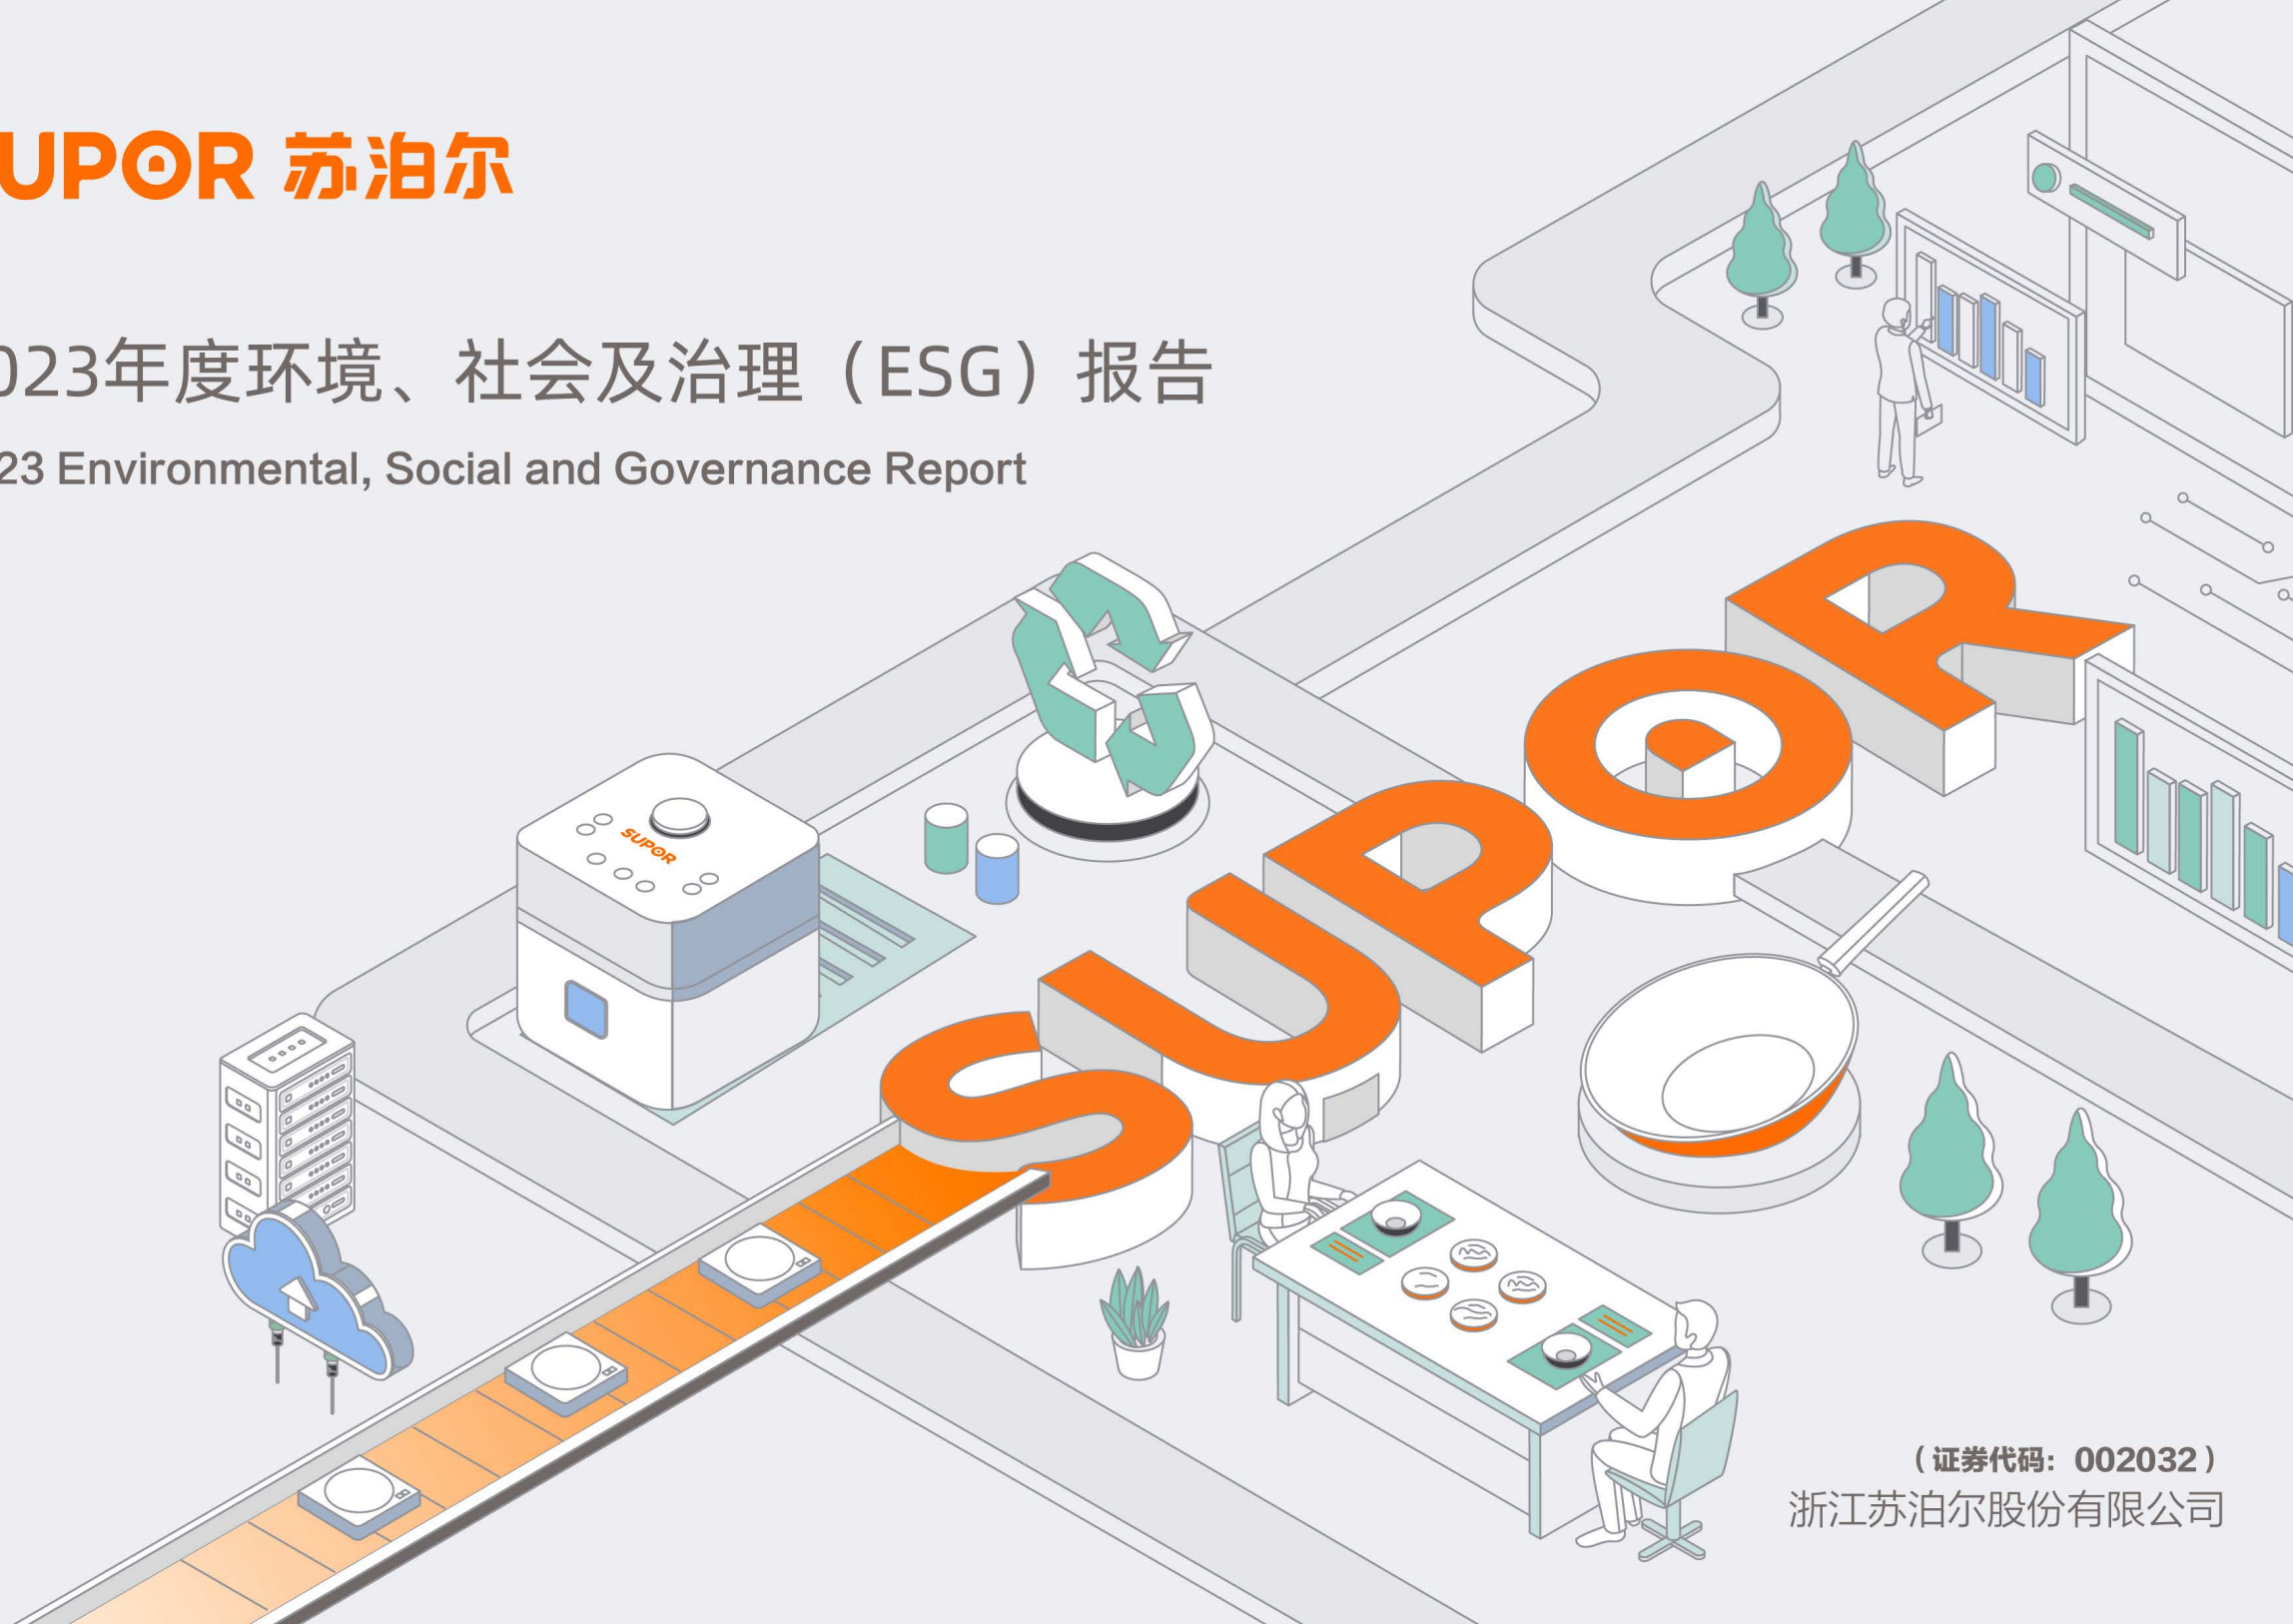 UPOR 苏泊尔
023年度环境、社会及治理（ESG）报告
23 Environmental, Social and Governance Report
SUPOR
SUPOR
（证券代码：002032）
浙江苏泊尔股份有限公司